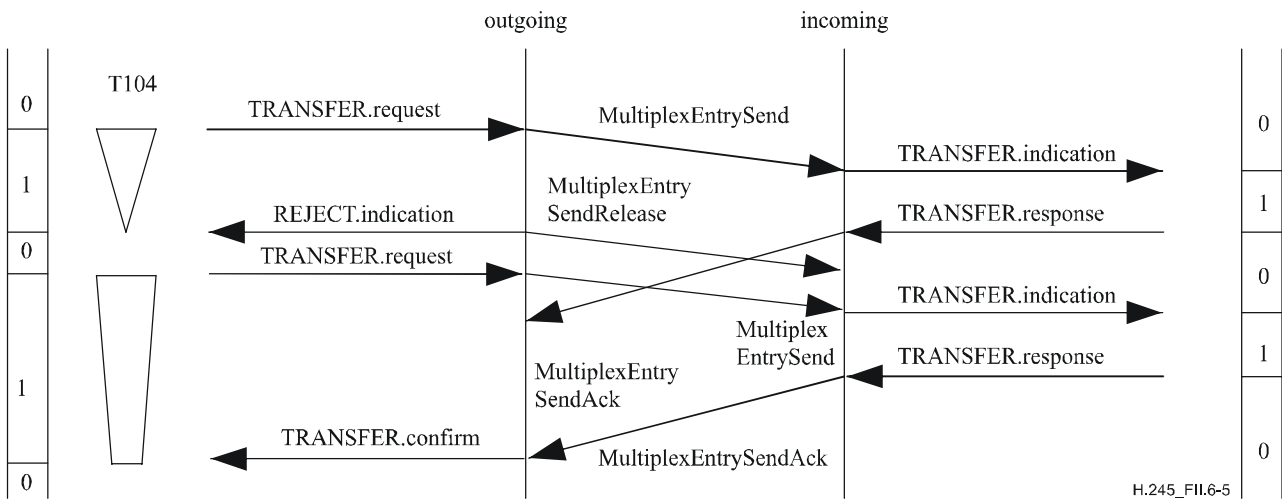 outgoing
incoming
T104
0
TRANSFER.request
MultiplexEntrySend
0
TRANSFER.indication
1
MultiplexEntry
SendRelease
REJECT.indication
TRANSFER.response
1
0
TRANSFER.request
0
TRANSFER.indication
Multiplex
EntrySend
TRANSFER.response
1
1
MultiplexEntry
SendAck
TRANSFER.confirm
MultiplexEntrySendAck
0
0
H.245_FII.6-5